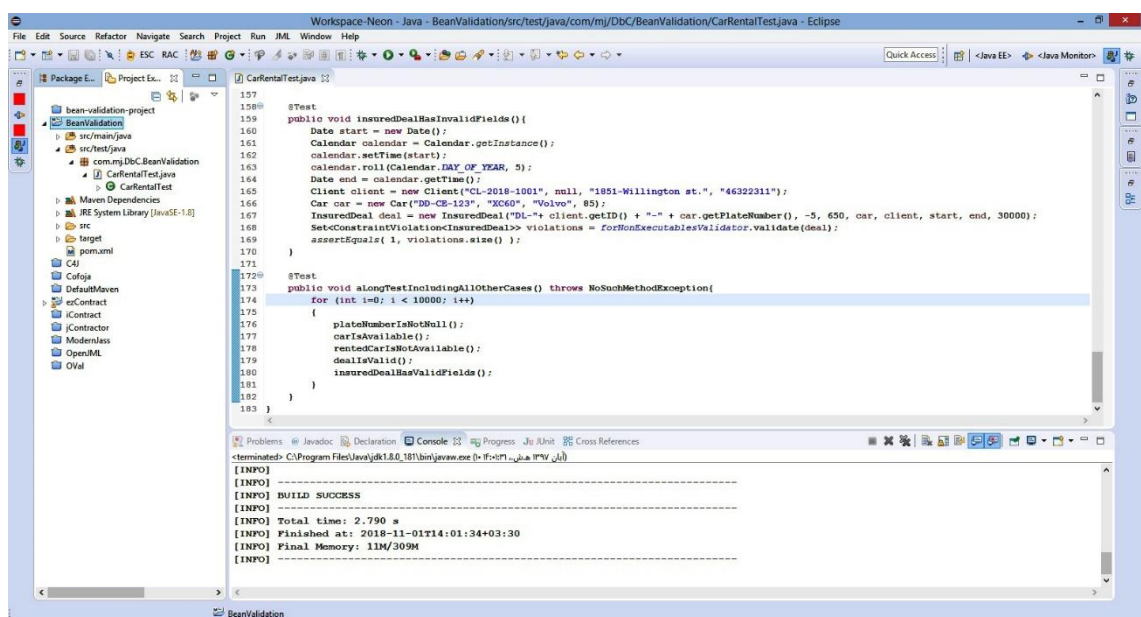 Workspace-Neon - Java - BeanValidation/src/test/java/com/mj/DbC/BeanValidation/CarRentalTest.java - Eclipse
File Edit Source Refactor Navigate Search Project Run JML Window Help
ESC RAC
Quick Access <Java EE> <Java Monitor>
Package E... Project Ex...
bean-validation-project
BeanValidation
src/main/java
src/test/java
com.mj.DbC.BeanValidation
CarRentalTest.java
CarRentalTest
Maven Dependencies
JRE System Library [JavaSE-1.8]
src
target
pom.xml
C4J
Cofoja
DefaultMaven
ezContract
iContract
jContractor
ModernJass
OpenJML
OVal
CarRentalTest.java
157
158 @Test
159 public void insuredDealHasInvalidFields(){
160 Date start = new Date();
161 Calendar calendar = Calendar.getInstance();
162 calendar.setTime(start);
163 calendar.roll(Calendar.DAY_OF_YEAR, 5);
164 Date end = calendar.getTime();
165 Client client = new Client("CL-2018-1001", null, "1851-Willington st.", "46322311");
166 Car car = new Car("DD-CE-123", "XC60", "Volvo", 85);
167 InsuredDeal deal = new InsuredDeal("DL-"+ client.getID() + "-" + car.getPlateNumber(), -5, 650, car, client, start, end, 30000);
168 Set<ConstraintViolation<InsuredDeal>> violations = forNonExecutablesValidator.validate(deal);
169 assertEquals( 1, violations.size() );
170 }
171
172 @Test
173 public void aLongTestIncludingAllOtherCases() throws NoSuchMethodException{
174 for (int i=0; i < 10000; i++)
175 {
176 plateNumberIsNotNull();
177 carIsAvailable();
178 rentedCarIsNotAvailable();
179 dealIsValid();
180 insuredDealHasValidFields();
181 }
182 }
183 }
Problems Javadoc Declaration Console Progress JUnit Cross References
<terminated> C:\Program Files\Java\jdk1.8.0_181\bin\javaw.exe
[INFO]
[INFO] ------------------------------------------------------------------------
[INFO] BUILD SUCCESS
[INFO] ------------------------------------------------------------------------
[INFO] Total time: 2.790 s
[INFO] Finished at: 2018-11-01T14:01:34+03:30
[INFO] Final Memory: 11M/309M
[INFO] ------------------------------------------------------------------------
BeanValidation